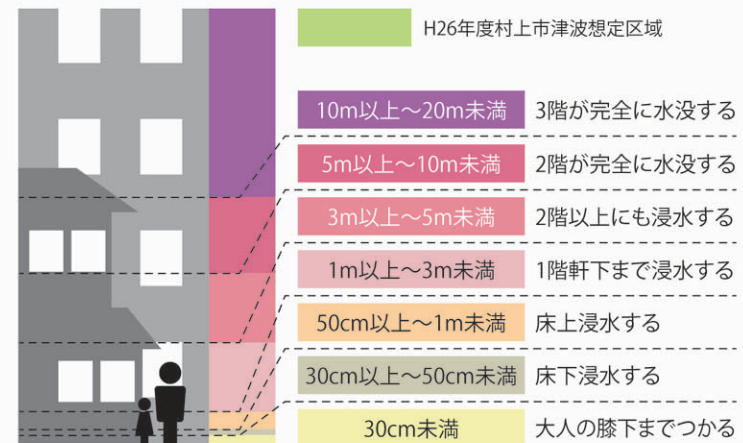 H26年度村上市津波想定区域
10m以上～20m未満 3階が完全に水没する
5m以上～10m未満 2階が完全に水没する
3m以上～5m未満 2階以上にも浸水する
1m以上～3m未満 1階軒下まで浸水する
50cm以上～1m未満 床上浸水する
30cm以上～50cm未満 床下浸水する
30cm未満 大人の膝下までつかる